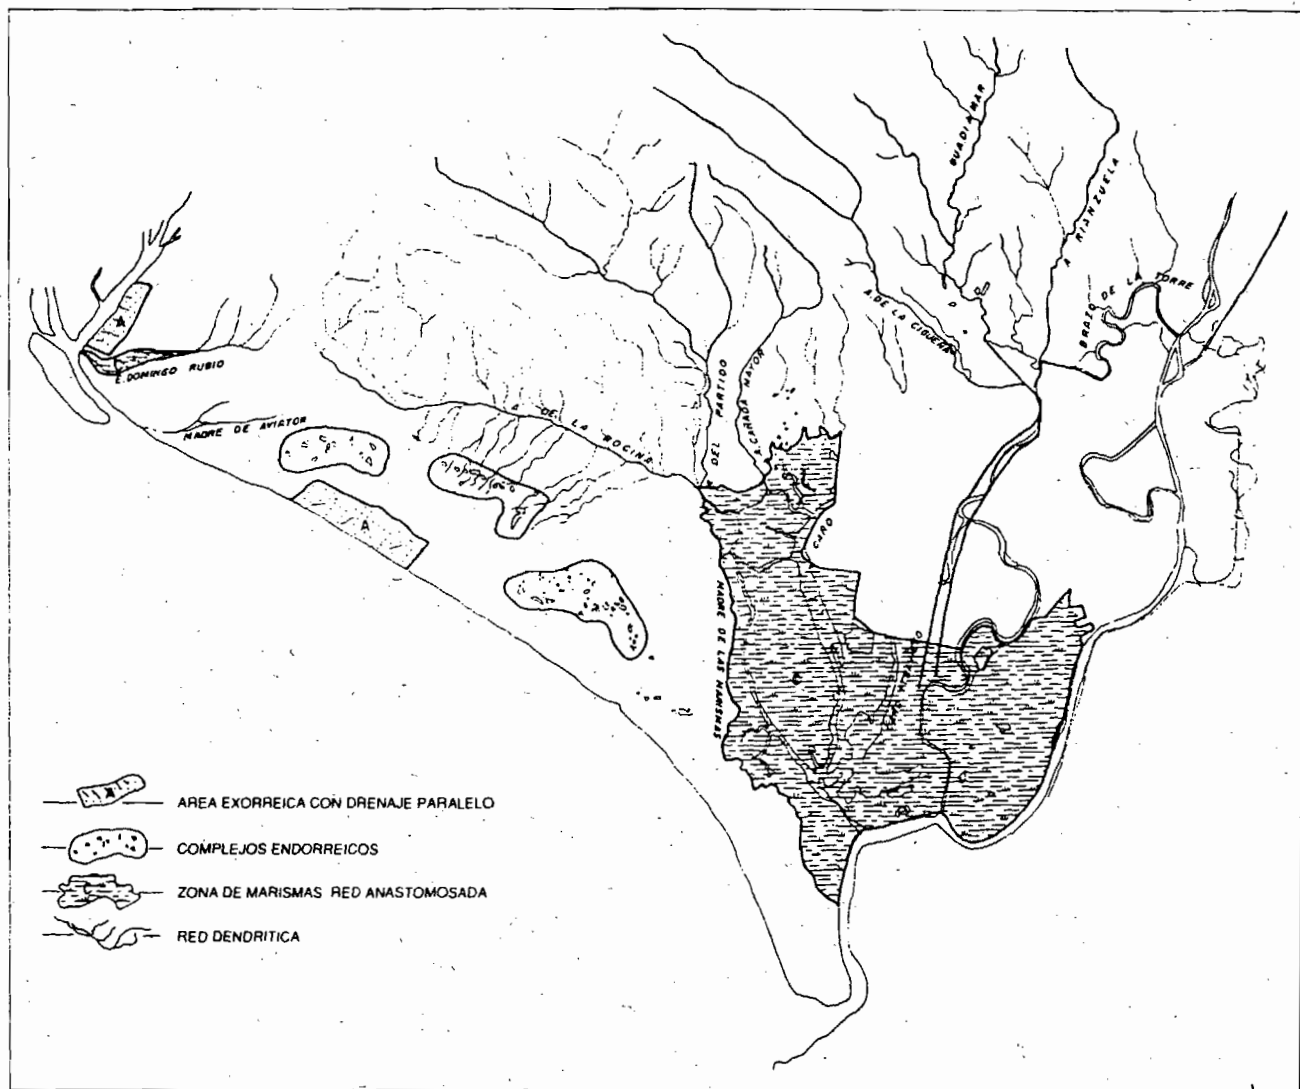 GUADIAMAR
A RIANZUELA
BRAZO DE LA TORRE
A. DE LA CIGUEÑA
E. DOMINGO RUBIO
MADRE DE AVIATOR
A DE LA ROCINA
A DEL PARTIDO
A. CAÑADA MAYOR
A
A
CAÑO
MADRE DE LAS MARISMAS
AREA EXORREICA CON DRENAJE PARALELO
COMPLEJOS ENDORREICOS
ZONA DE MARISMAS RED ANASTOMOSADA
RED DENDRITICA